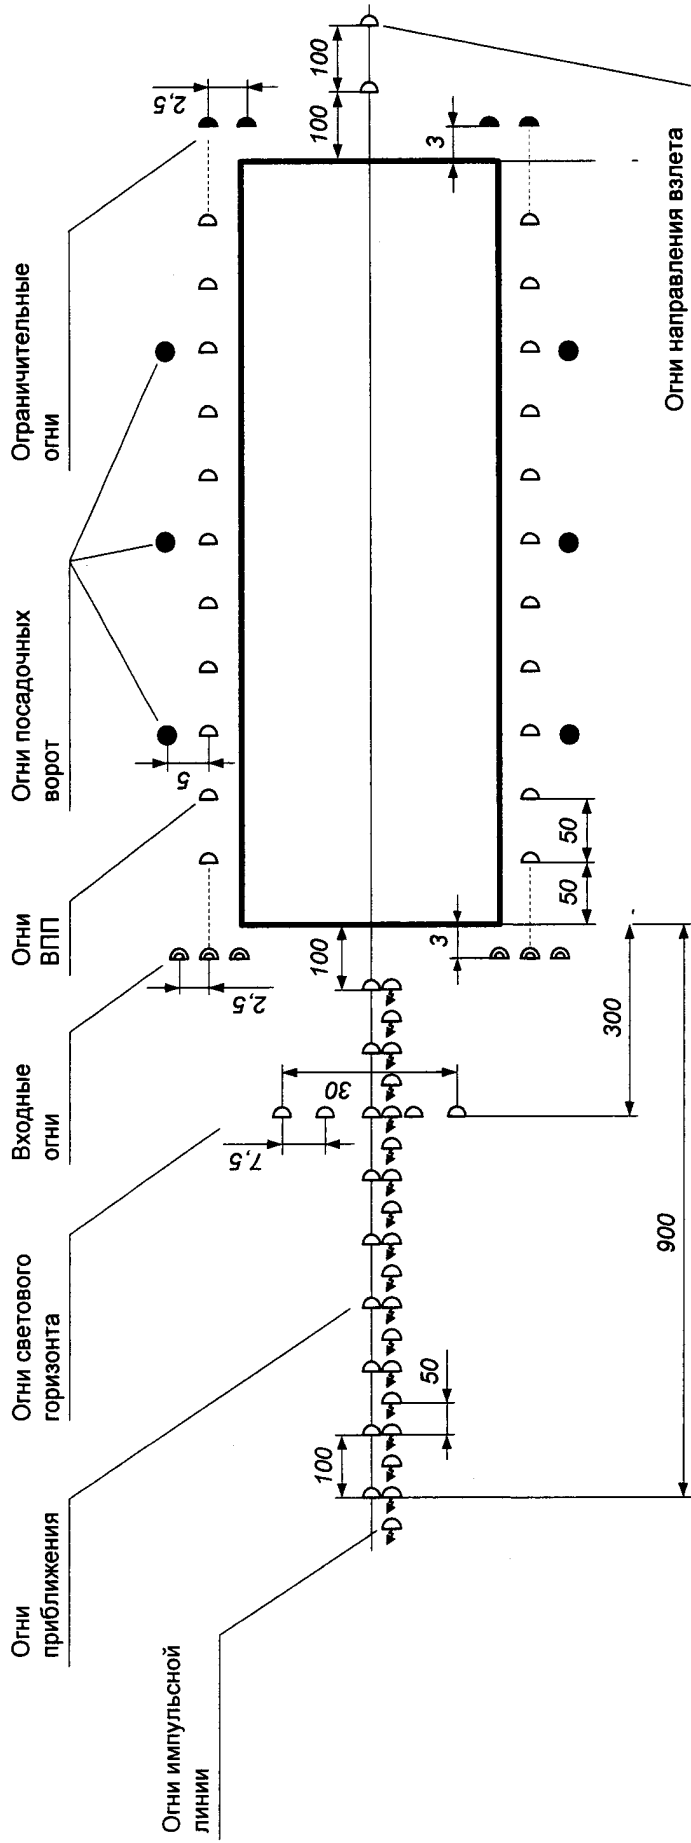 Огни
приближения
Огни светового
горизонта
Входные
огни
Огни
ВПП
Огни посадочных
ворот
Ограничительные
огни
Огни импульсной
линии
Огни направления взлета
2,5
100
100
3
5
2,5
100
3
50
50
30
7,5
300
900
50
100